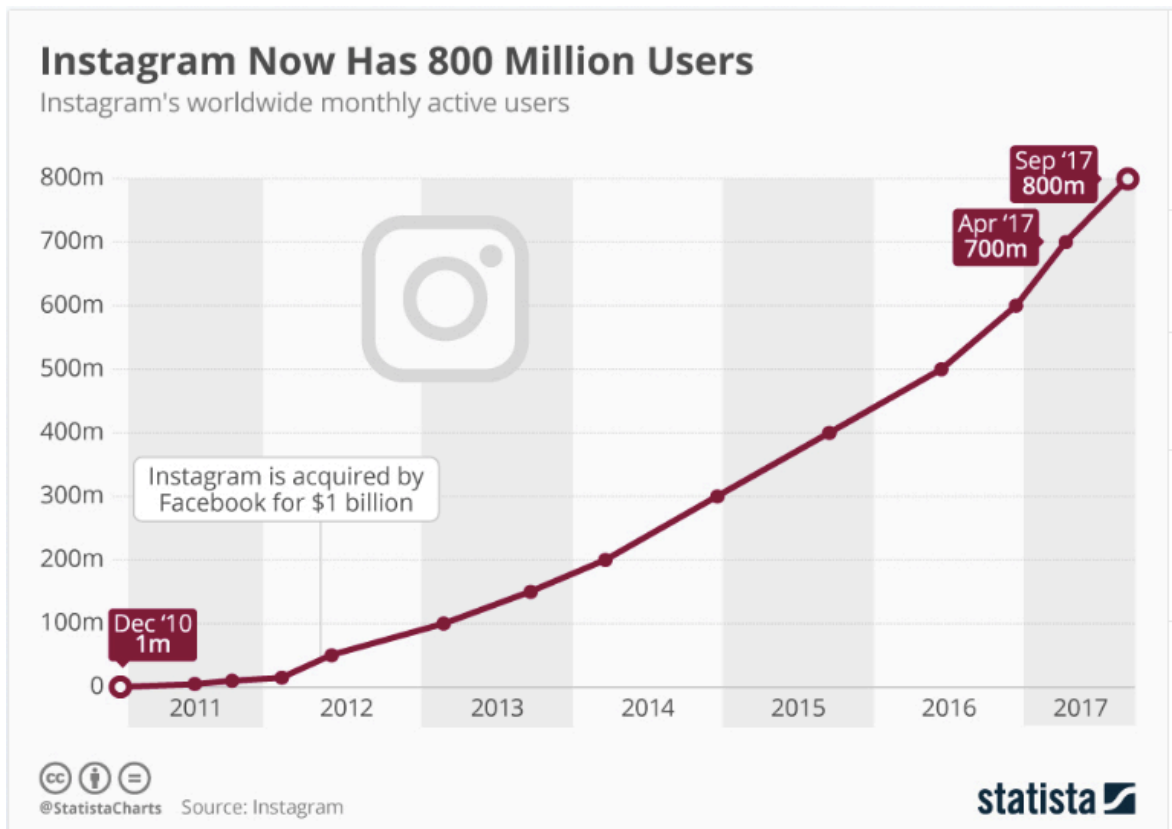 Instagram Now Has 800 Million Users
Instagram's worldwide monthly active users
800m
700m
600m
500m
400m
300m
200m
100m
0
Sep ‘17
800m
Apr ‘17
700m
Instagram is acquired by
Facebook for $1 billion
Dec ‘10
1m
2011 2012 2013 2014 2015 2016 2017
cc
@StatistaCharts Source: Instagram
statista